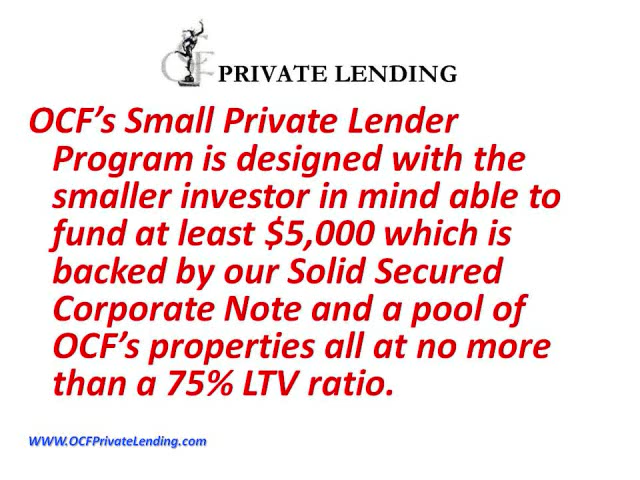 OCF PRIVATE LENDING
OCF's Small Private Lender
Program is designed with the
smaller investor in mind able to
fund at least $5,000 which is
backed by our Solid Secured
Corporate Note and a pool of
OCF's properties all at no more
than a 75% LTV ratio.
WWW.OCFPrivateLending.com